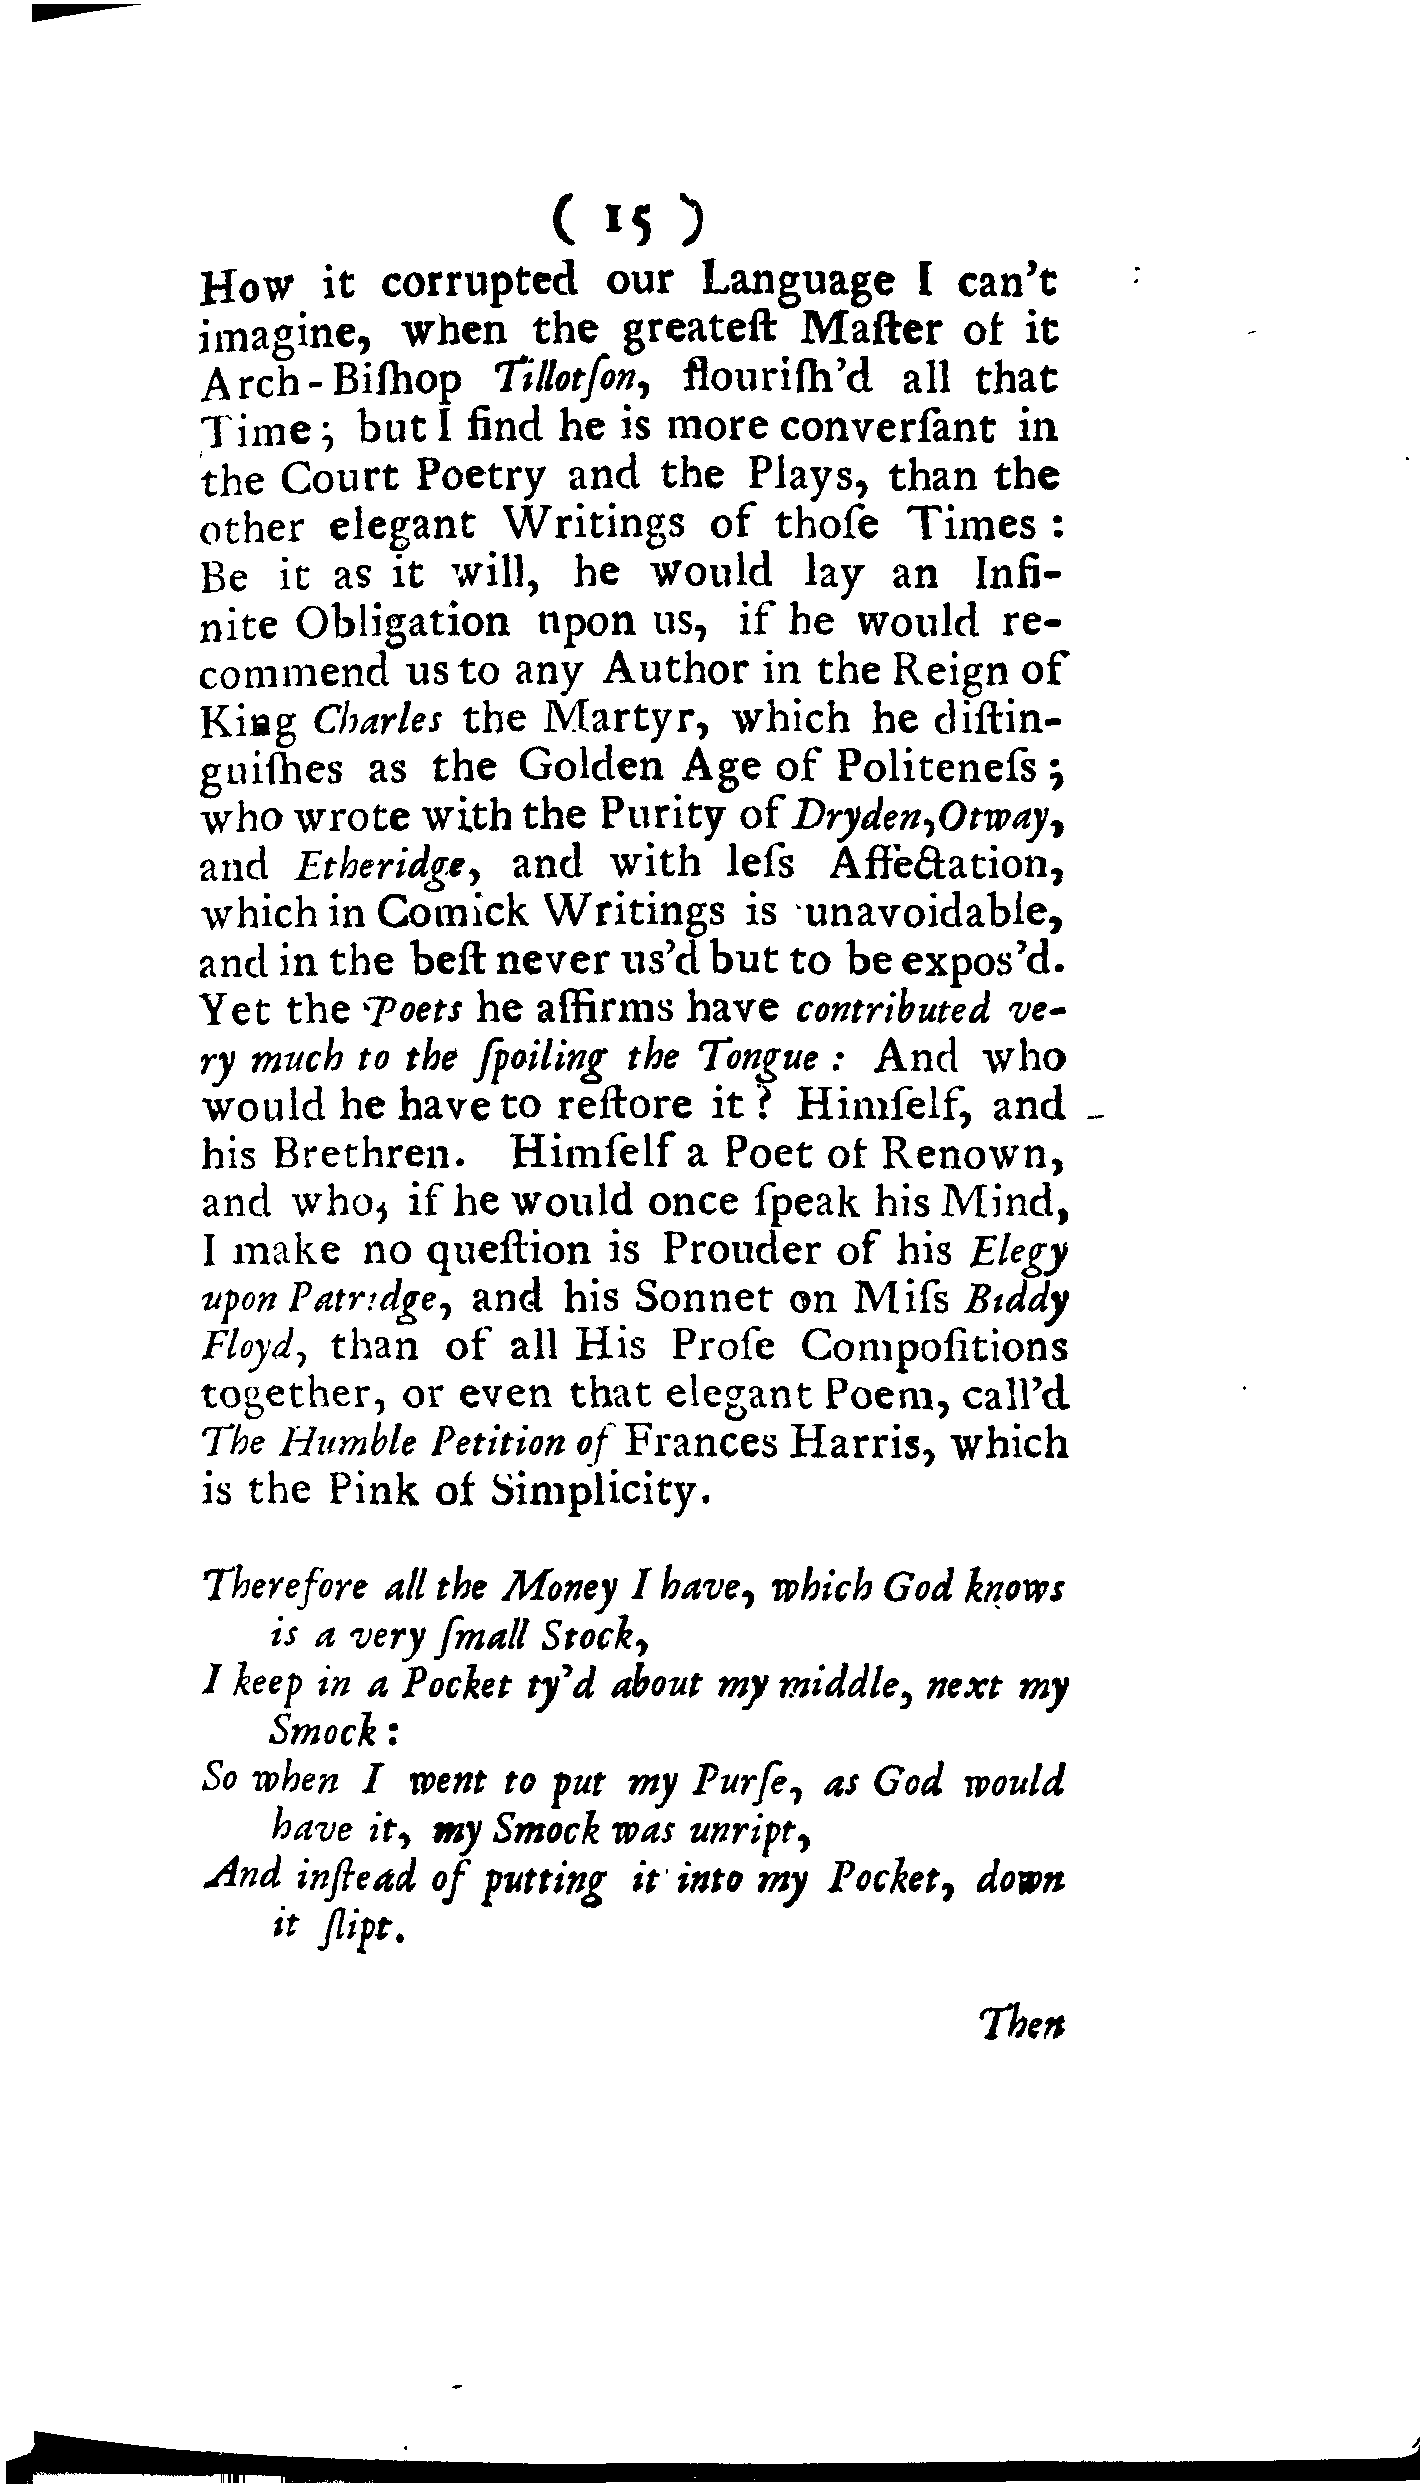 ( 15 )
How it corrupted our Language I can't
imagine, when the greateſt Maſter of it
Arch-Biſhop Tillotſon, flouriſh'd all that
Time; but I find he is more converſant in
the Court Poetry and the Plays, than the
other elegant Writings of thoſe Times :
Be it as it will, he would lay an Infi-
nite Obligation npon us, if he would re-
commend us to any Author in the Reign of
King Charles the Martyr, which he diſtin-
guiſhes as the Golden Age of Politeneſs;
who wrote with the Purity of Dryden, Otway,
and Etheridge, and with leſs Affectation,
which in Comick Writings is unavoidable,
and in the beſt never us'd but to be expos'd.
Yet the Poets he affirms have contributed ve-
ry much to the ſpoiling the Tongue : And who
would he have to reſtore it ? Himſelf, and
his Brethren. Himſelf a Poet of Renown,
and who, if he would once ſpeak his Mind,
I make no queſtion is Prouder of his Elegy
upon Patridge, and his Sonnet on Miſs Biddy
Floyd, than of all His Proſe Compoſitions
together, or even that elegant Poem, call'd
The Humble Petition of Frances Harris, which
is the Pink of Simplicity.
Therefore all the Money I have, which God knows
is a very ſmall Stock,
I keep in a Pocket ty'd about my middle, next my
Smock :
So when I went to put my Purſe, as God would
have it, my Smock was unript,
And inſtead of putting it into my Pocket, down
it ſlipt.
Then